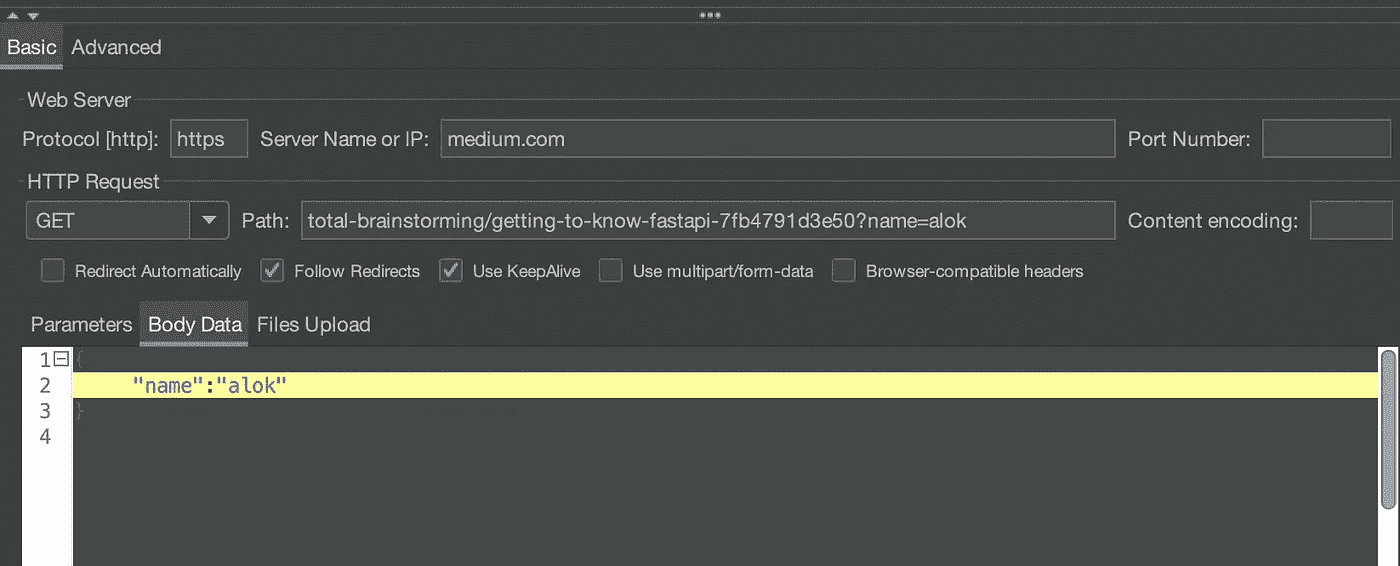 Basic Advanced
Web Server
Protocol [http]: https Server Name or IP: medium.com Port Number:
HTTP Request
GET Path: total-brainstorming/getting-to-know-fastapi-7fb4791d3e50?name=alok Content encoding:
Redirect Automatically Follow Redirects Use KeepAlive Use multipart/form-data Browser-compatible headers
Parameters Body Data Files Upload
1 {
2 "name":"alok"
3 }
4